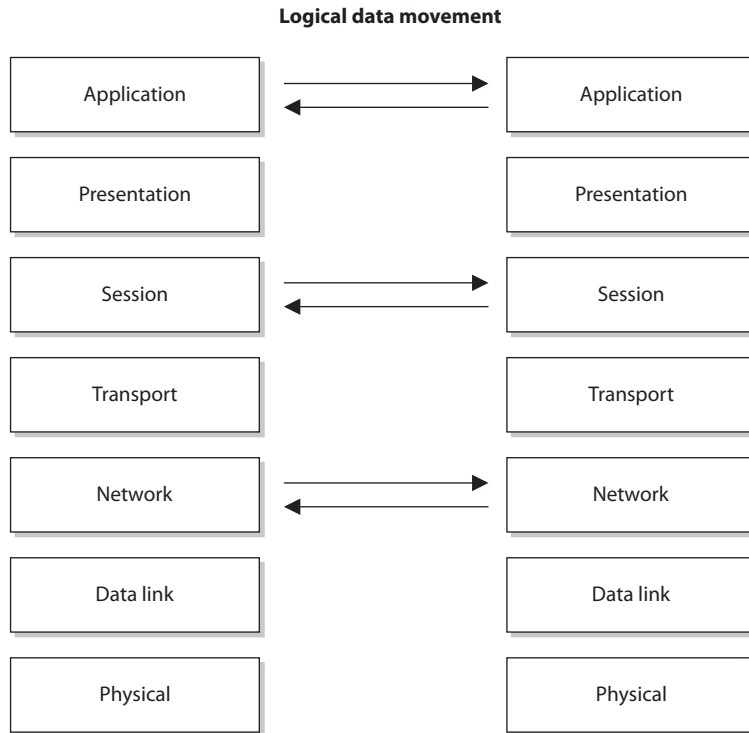 Logical data movement
Application
Application
Presentation
Presentation
Session
Session
Transport
Transport
Network
Network
Data link
Data link
Physical
Physical